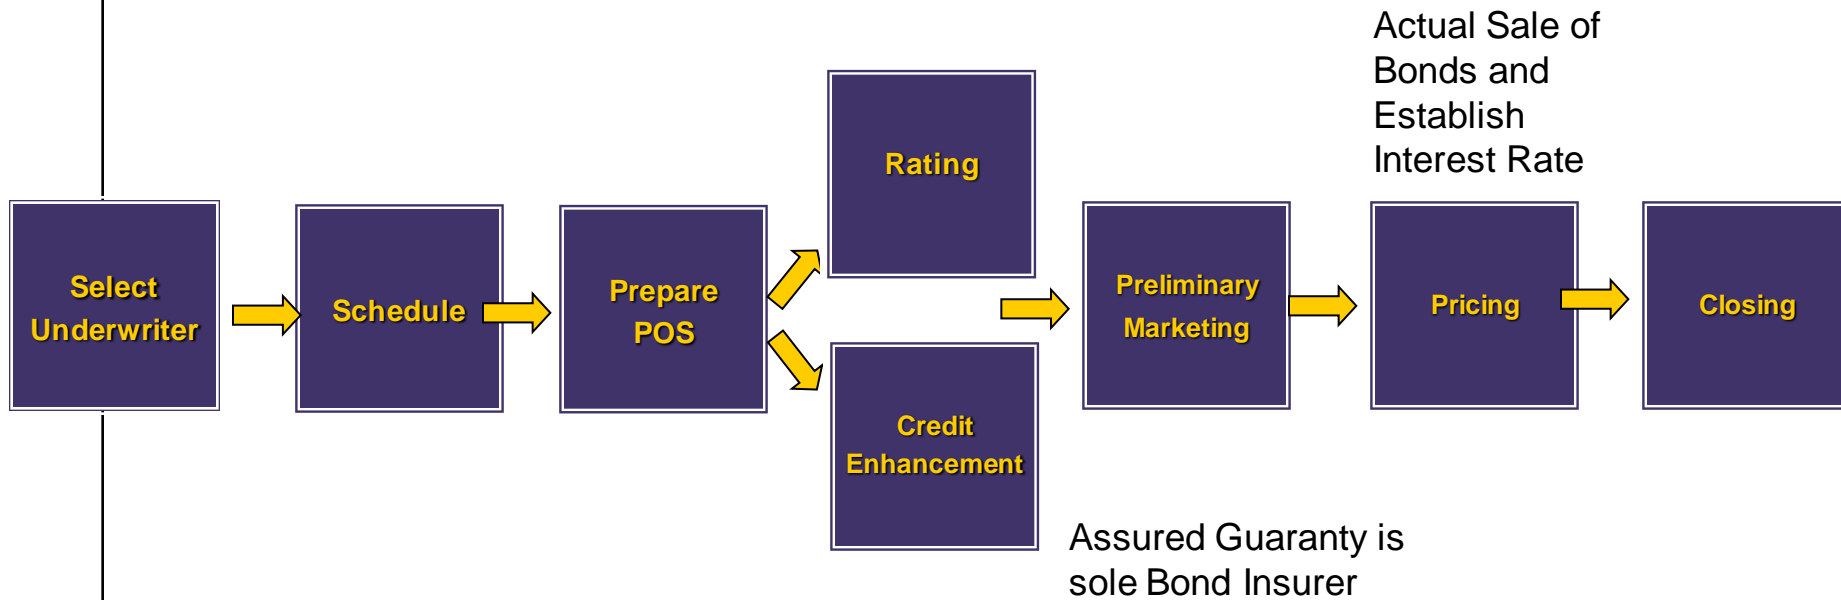 Actual Sale of
Bonds and
Establish
Interest Rate
Select
Underwriter
Schedule
Prepare
POS
Rating
Credit
Enhancement
Preliminary
Marketing
Pricing
Closing
Assured Guaranty is
sole Bond Insurer